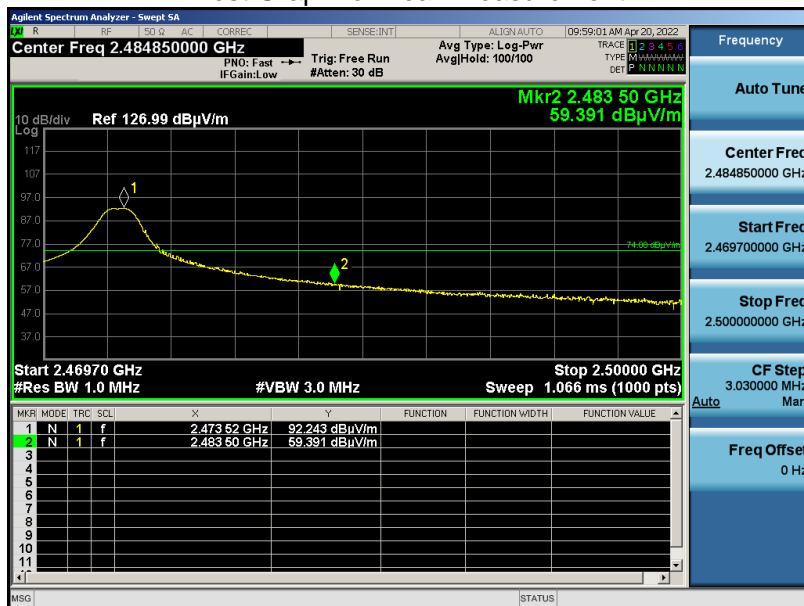 Agilent Spectrum Analyzer - Swept SA
LXI R RF 50 Ω AC CORREC SENSE:INT ALIGN AUTO 09:59:01 AM Apr 20, 2022
Center Freq 2.484850000 GHz
PNO: Fast
IFGain:Low
Trig: Free Run
#Atten: 30 dB
Avg Type: Log-Pwr
Avg|Hold: 100/100
TRACE 1 2 3 4 5 6
TYPE M
DET P N N N N N
Mkr2 2.483 50 GHz
59.391 dBµV/m
10 dB/div Ref 126.99 dBµV/m
Log
117
107
97.0
87.0
77.0
67.0
57.0
47.0
37.0
1
2
74.00 dBµV/m
Start 2.46970 GHz Stop 2.50000 GHz
#Res BW 1.0 MHz #VBW 3.0 MHz Sweep 1.066 ms (1000 pts)
MKR MODE TRC SCL X Y FUNCTION FUNCTION WIDTH FUNCTION VALUE
1 N 1 f 2.473 52 GHz 92.243 dBµV/m
2 N 1 f 2.483 50 GHz 59.391 dBµV/m
3
4
5
6
7
8
9
10
11
MSG STATUS
Frequency
Auto Tune
Center Freq
2.484850000 GHz
Start Freq
2.469700000 GHz
Stop Freq
2.500000000 GHz
CF Step
3.030000 MHz
Auto Man
Freq Offset
0 Hz